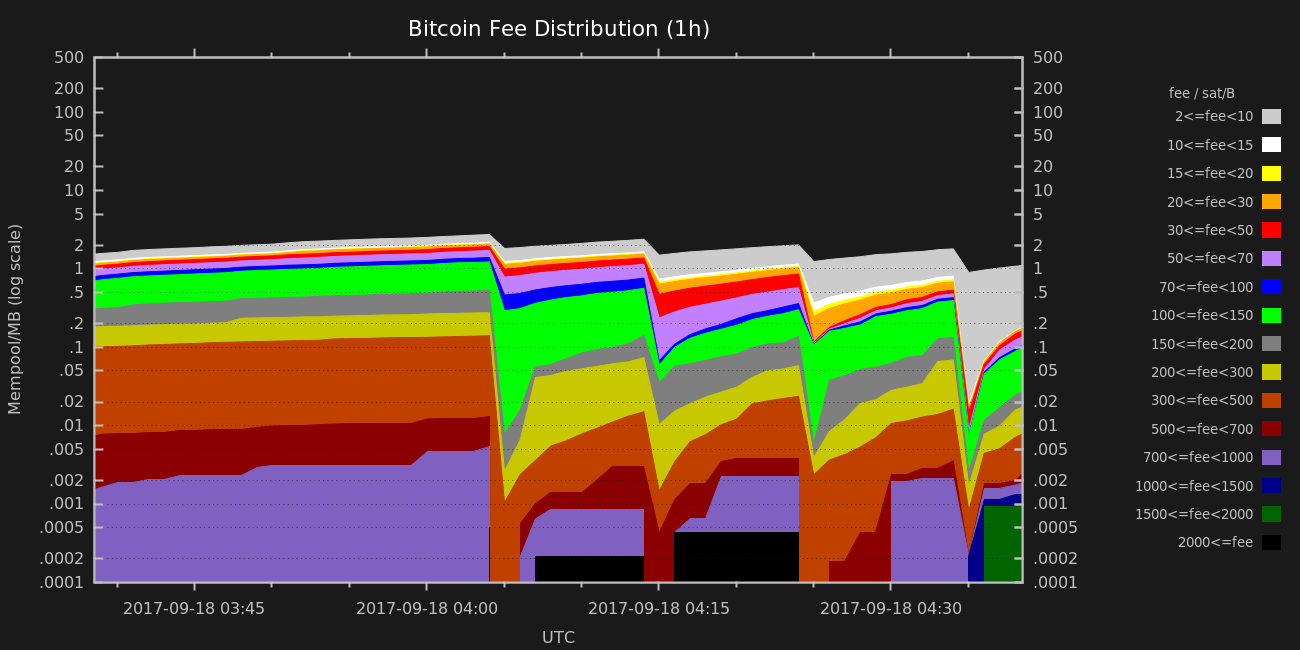 Bitcoin Fee Distribution (1h)
Mempool/MB (log scale)
500
200
100
50
20
10
5
2
1
.5
.2
.1
.05
.02
.01
.005
.002
.001
.0005
.0002
.0001
500
200
100
50
20
10
5
2
1
.5
.2
.1
.05
.02
.01
.005
.002
.001
.0005
.0002
.0001
2017-09-18 03:45
2017-09-18 04:00
2017-09-18 04:15
2017-09-18 04:30
UTC
fee / sat/B
2<=fee<10
10<=fee<15
15<=fee<20
20<=fee<30
30<=fee<50
50<=fee<70
70<=fee<100
100<=fee<150
150<=fee<200
200<=fee<300
300<=fee<500
500<=fee<700
700<=fee<1000
1000<=fee<1500
1500<=fee<2000
2000<=fee